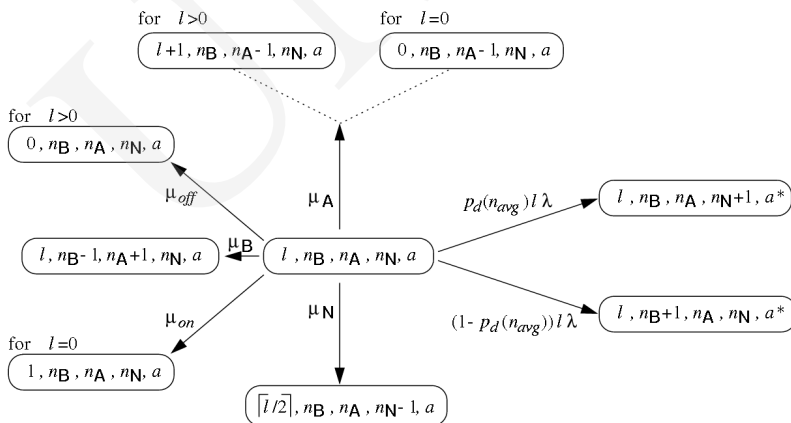 for l>0
for l=0
l+1, nB, nA−1, nN, a
0, nB, nA−1, nN, a
for l>0
0, nB, nA, nN, a
μoff
μA
pd(navg) l λ
l, nB, nA, nN+1, a*
l, nB−1, nA+1, nN, a
μB
l, nB, nA, nN, a
μon
μN
(1- pd(navg)) l λ
l, nB+1, nA, nN, a*
for l=0
1, nB, nA, nN, a
⌈l/2⌉, nB, nA, nN−1, a